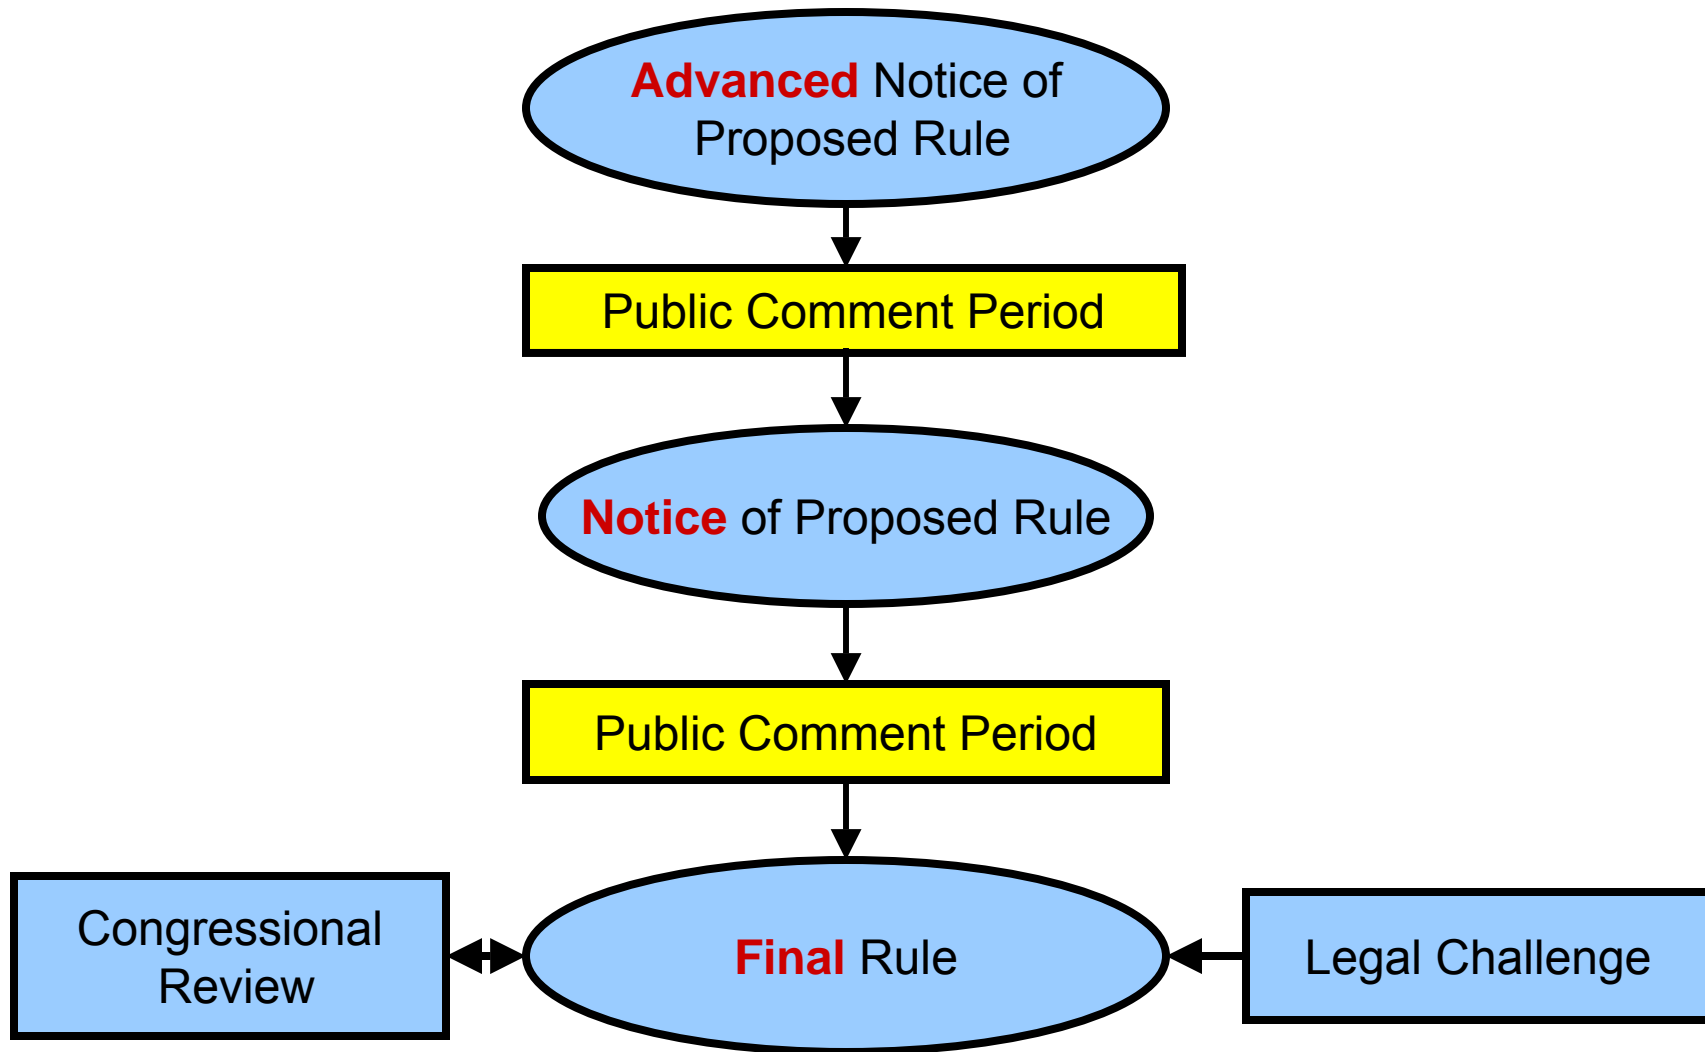 Advanced Notice of
Proposed Rule
Public Comment Period
Notice of Proposed Rule
Public Comment Period
Congressional
Review
Final Rule
Legal Challenge